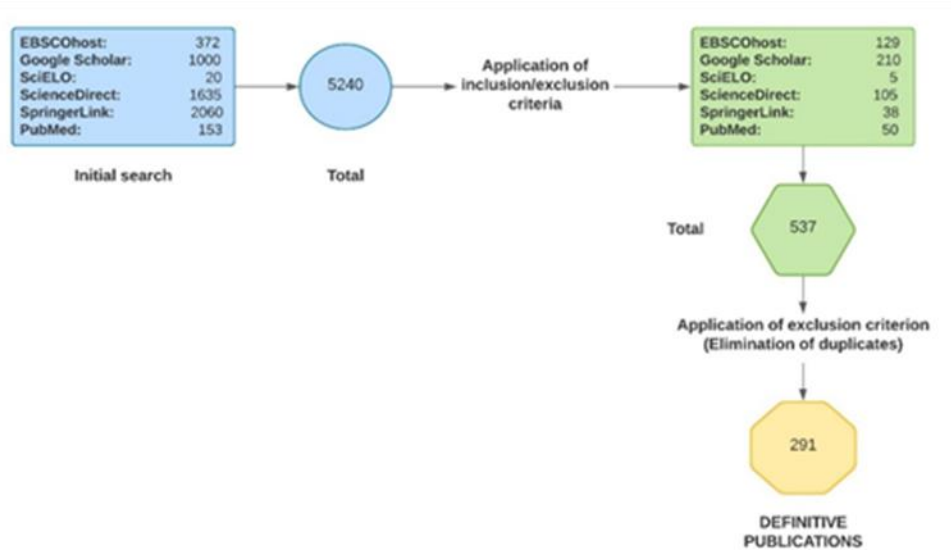 EBSCOhost: 372
Google Scholar: 1000
SciELO: 20
ScienceDirect: 1635
SpringerLink: 2060
PubMed: 153
Initial search
5240
Total
Application of
inclusion/exclusion
criteria
EBSCOhost: 129
Google Scholar: 210
SciELO: 5
ScienceDirect: 105
SpringerLink: 38
PubMed: 50
Total
537
Application of exclusion criterion
(Elimination of duplicates)
291
DEFINITIVE
PUBLICATIONS